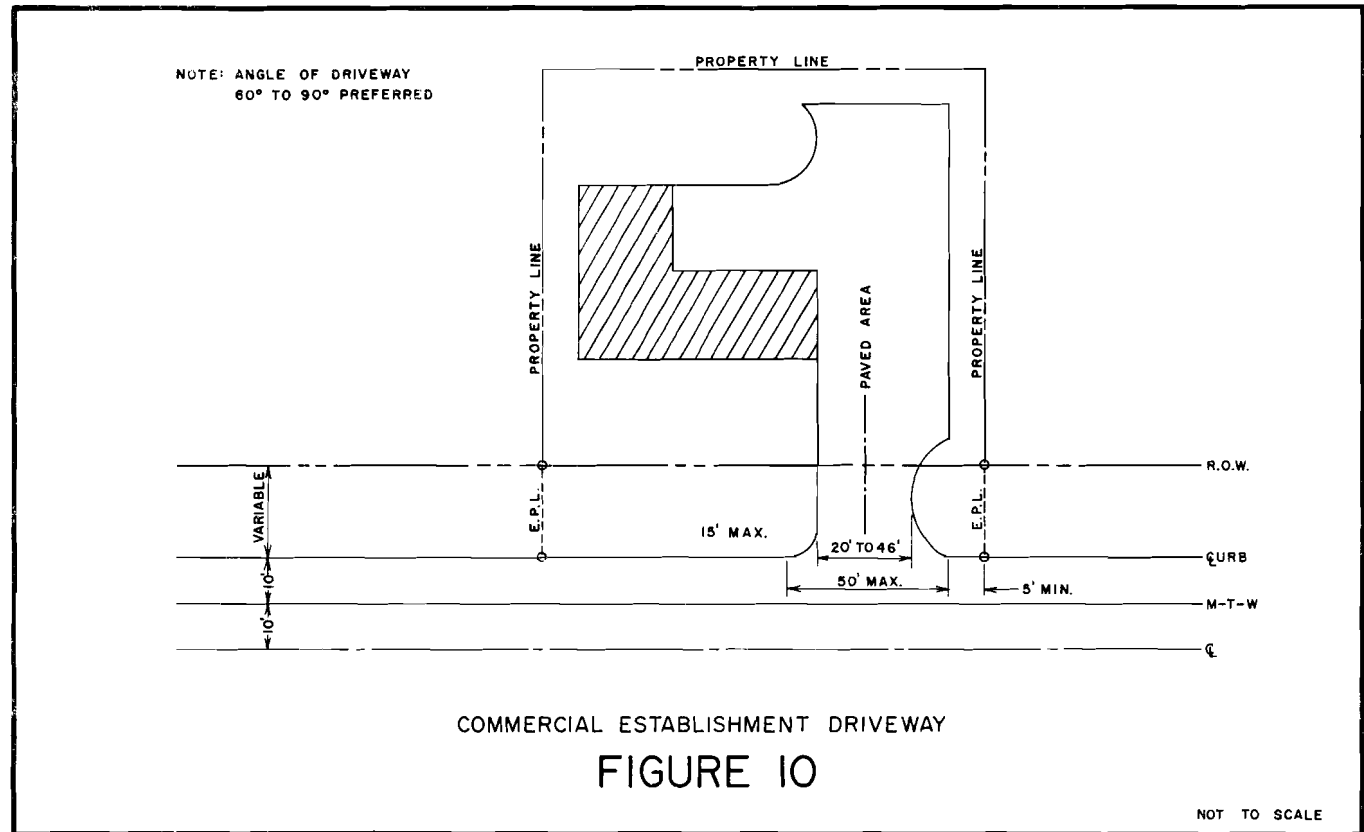 NOTE: ANGLE OF DRIVEWAY
60° TO 90° PREFERRED
PROPERTY LINE
PROPERTY LINE
PAVED AREA
PROPERTY LINE
R.O.W.
VARIABLE
E.P.L.
E.P.L.
15' MAX.
20' TO 46'
℄URB
50' MAX.
5' MIN.
10'
M-T-W
10'
℄
COMMERCIAL ESTABLISHMENT DRIVEWAY
FIGURE 10
NOT TO SCALE